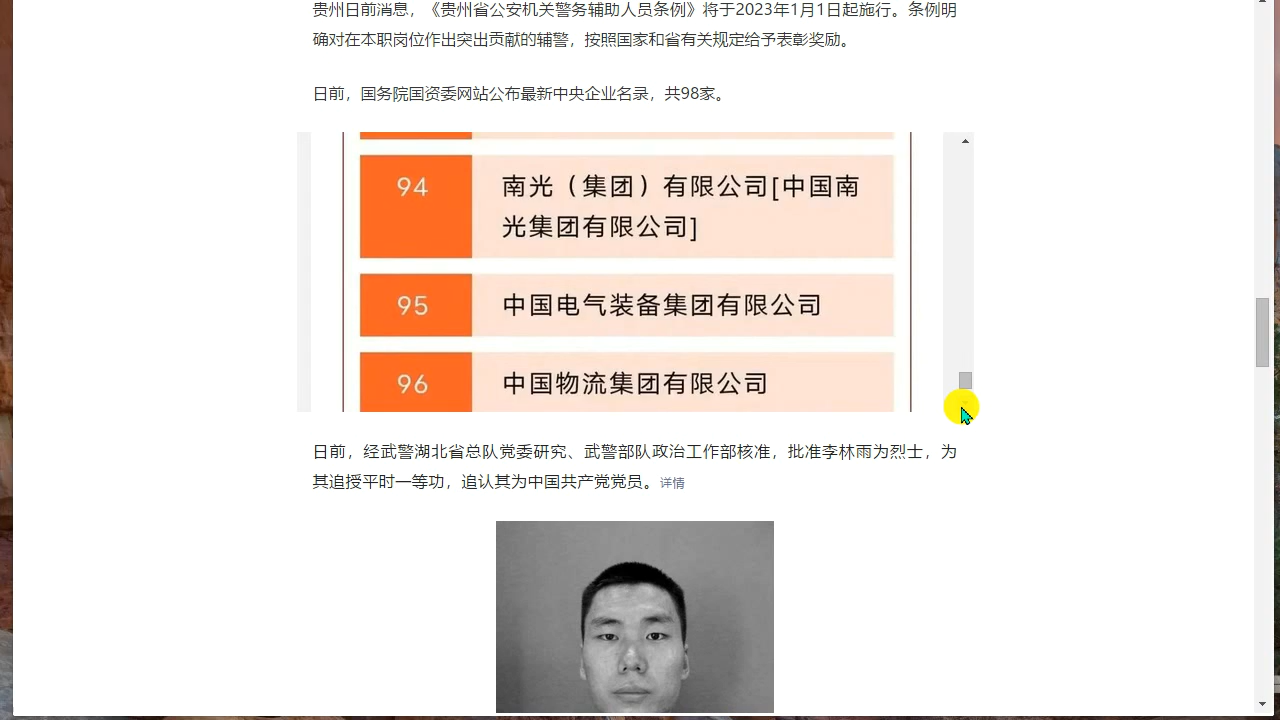 贵州日前消息，《贵州省公安机关警务辅助人员条例》将于2023年1月1日起施行。条例明
确对在本职岗位作出突出贡献的辅警，按照国家和省有关规定给予表彰奖励。
日前，国务院国资委网站公布最新中央企业名录，共98家。
94
南光（集团）有限公司[中国南
光集团有限公司]
95
中国电气装备集团有限公司
96
中国物流集团有限公司
日前，经武警湖北省总队党委研究、武警部队政治工作部核准，批准李林雨为烈士，为
其追授平时一等功，追认其为中国共产党党员。详情